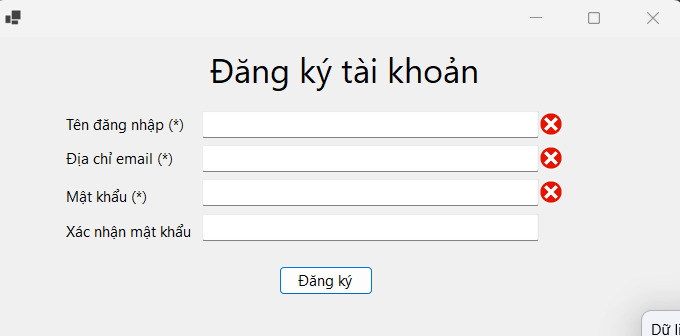 Đăng ký tài khoản
Tên đăng nhập (*)
Địa chỉ email (*)
Mật khẩu (*)
Xác nhận mật khẩu
Đăng ký
Dữ